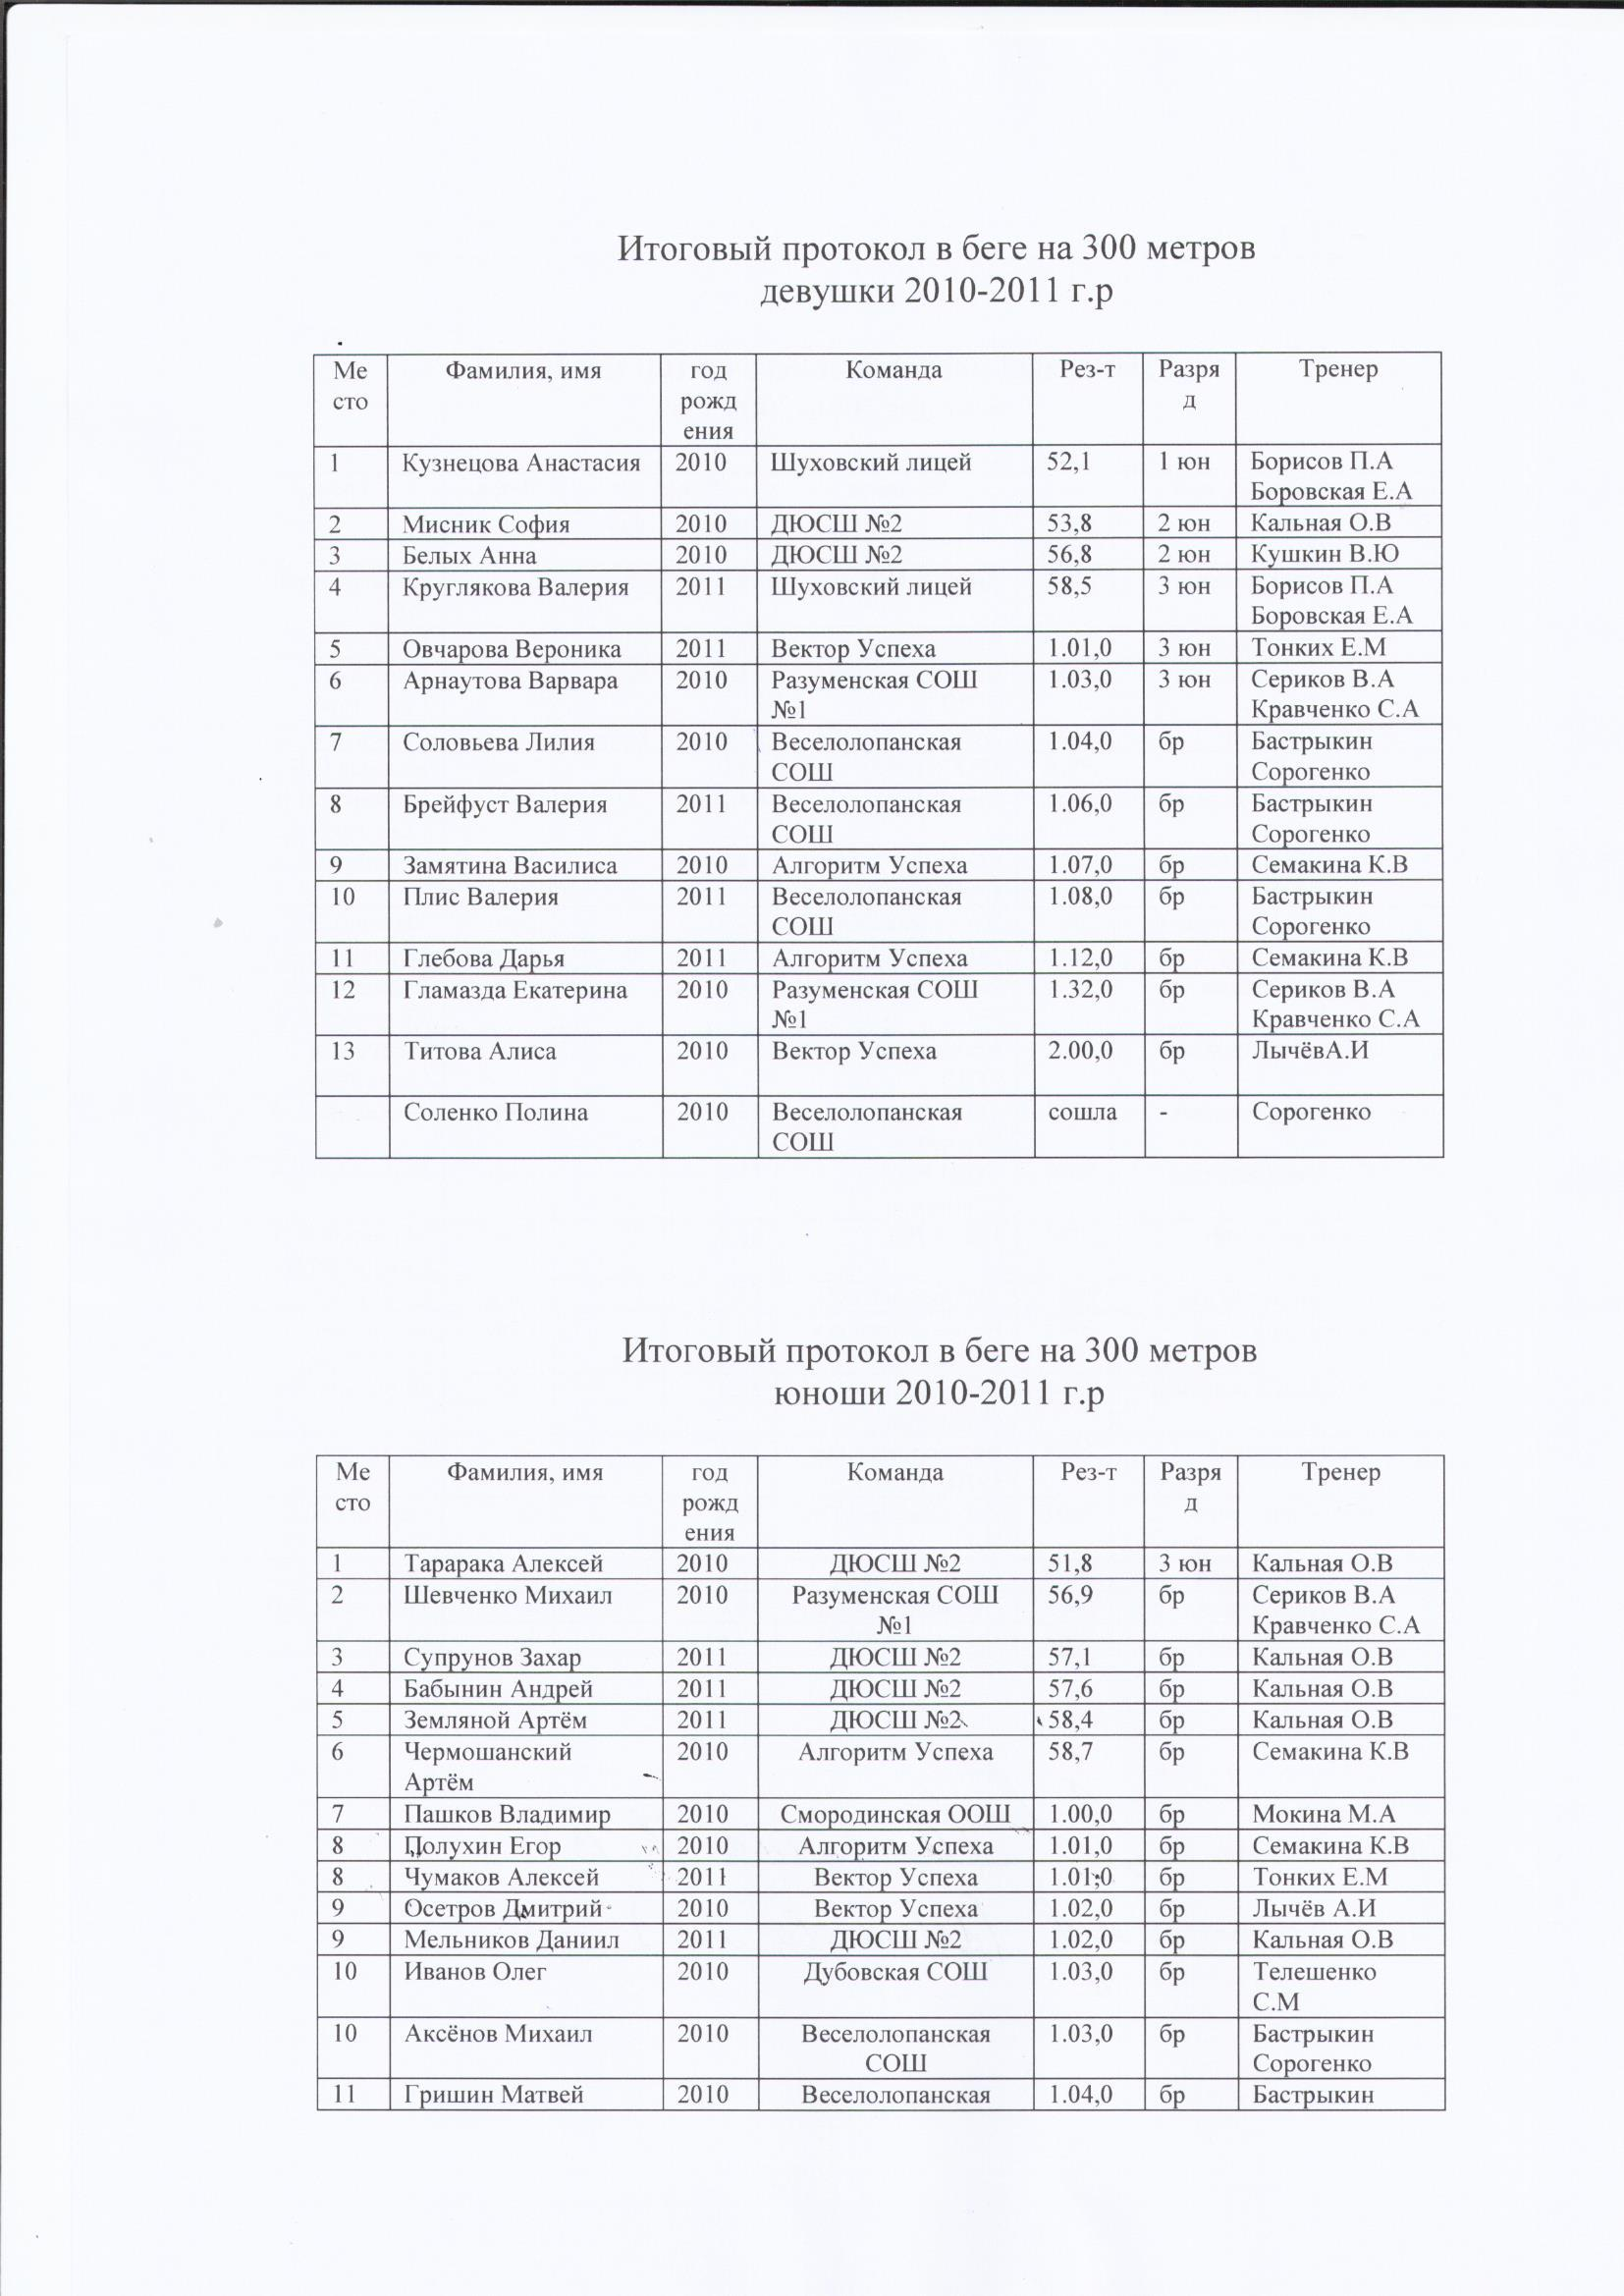 Итоговый протокол в беге на 300 метров
девушки 2010-2011 г.р
Ме
сто
Фамилия, имя
год
рожд
ения
Команда
Рез-т
Разря
д
Тренер
1 Кузнецова Анастасия 2010 Шуховский лицей 52,1 1 юн Борисов П.А
Боровская Е.А
2 Мисник София 2010 ДЮСШ №2 53,8 2 юн Кальная О.В
3 Белых Анна 2010 ДЮСШ №2 56,8 2 юн Кушкин В.Ю
4 Круглякова Валерия 2011 Шуховский лицей 58,5 3 юн Борисов П.А
Боровская Е.А
5 Овчарова Вероника 2011 Вектор Успеха 1.01,0 3 юн Тонких Е.М
6 Арнаутова Варвара 2010 Разуменская СОШ 1.03,0 3 юн Сериков В.А
№1 Кравченко С.А
7 Соловьева Лилия 2010 Веселолопанская 1.04,0 бр Бастрыкин
СОШ Сорогенко
8 Брейфуст Валерия 2011 Веселолопанская 1.06,0 бр Бастрыкин
СОШ Сорогенко
9 Замятина Василиса 2010 Алгоритм Успеха 1.07,0 бр Семакина К.В
10 Плис Валерия 2011 Веселолопанская 1.08,0 бр Бастрыкин
СОШ Сорогенко
11 Глебова Дарья 2011 Алгоритм Успеха 1.12,0 бр Семакина К.В
12 Гламазда Екатерина 2010 Разуменская СОШ 1.32,0 бр Сериков В.А
№1 Кравченко С.А
13 Титова Алиса 2010 Вектор Успеха 2.00,0 бр ЛычёвА.И
Соленко Полина 2010 Веселолопанская сошла - Сорогенко
СОШ
Итоговый протокол в беге на 300 метров
юноши 2010-2011 г.р
Ме
сто
Фамилия, имя
год
рожд
ения
Команда
Рез-т
Разря
д
Тренер
1 Тарарака Алексей 2010 ДЮСШ №2 51,8 3 юн Кальная О.В
2 Шевченко Михаил 2010 Разуменская СОШ 56,9 бр Сериков В.А
№1 Кравченко С.А
3 Супрунов Захар 2011 ДЮСШ №2 57,1 бр Кальная О.В
4 Бабынин Андрей 2011 ДЮСШ №2 57,6 бр Кальная О.В
5 Земляной Артём 2011 ДЮСШ №2 58,4 бр Кальная О.В
6 Чермошанский 2010 Алгоритм Успеха 58,7 бр Семакина К.В
Артём
7 Пашков Владимир 2010 Смородинская ООШ 1.00,0 бр Мокина М.А
8 Полухин Егор 2010 Алгоритм Успеха 1.01,0 бр Семакина К.В
8 Чумаков Алексей 2011 Вектор Успеха 1.01,0 бр Тонких Е.М
9 Осетров Дмитрий 2010 Вектор Успеха 1.02,0 бр Лычёв А.И
9 Мельников Даниил 2011 ДЮСШ №2 1.02,0 бр Кальная О.В
10 Иванов Олег 2010 Дубовская СОШ 1.03,0 бр Телешенко
С.М
10 Аксёнов Михаил 2010 Веселолопанская 1.03,0 бр Бастрыкин
СОШ Сорогенко
11 Гришин Матвей 2010 Веселолопанская 1.04,0 бр Бастрыкин